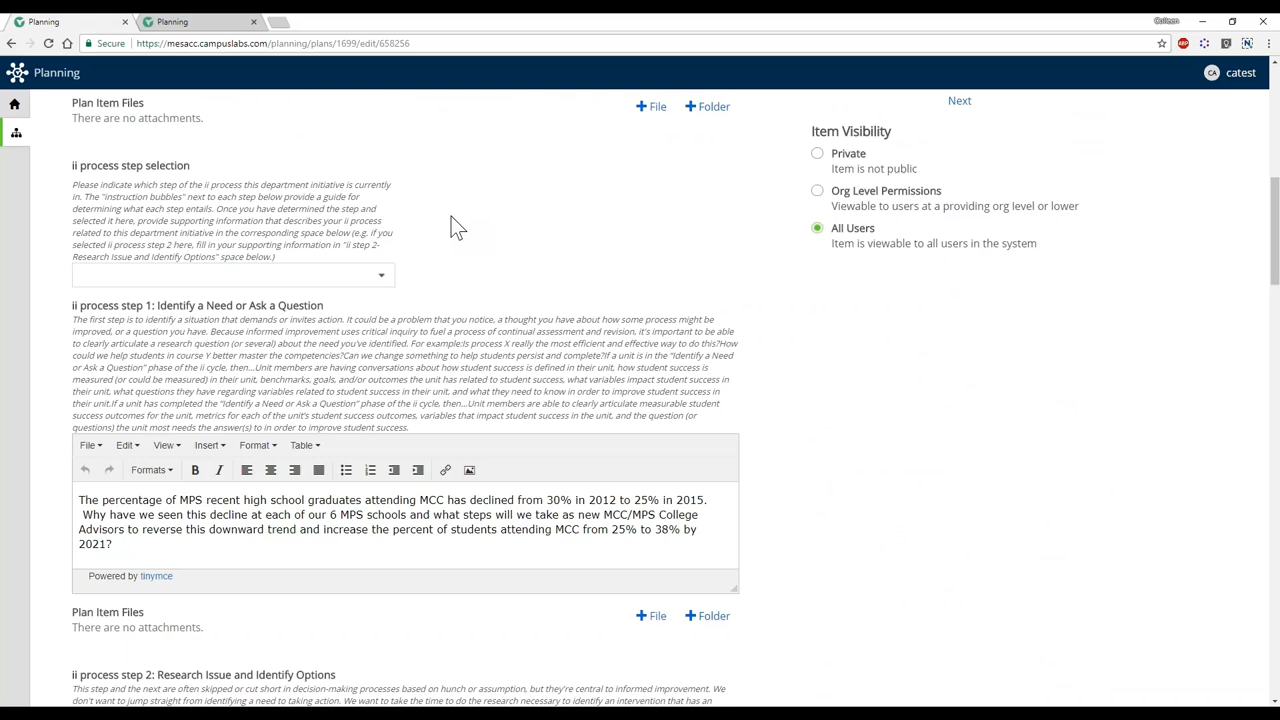 Planning
Planning
Colleen
Secure
https://mesacc.campuslabs.com/planning/plans/1699/edit/658256
ABP
N
Planning
CA
catest
Plan Item Files
File
Folder
There are no attachments.
ii process step selection
Please indicate which step of the ii process this department initiative is currently
in. The "instruction bubbles" next to each step below provide a guide for
determining what each step entails. Once you have determined the step and
selected it here, provide supporting information that describes your ii process
related to this department initiative in the corresponding space below (e.g. if you
selected ii process step 2 here, fill in your supporting information in "ii step 2-
Research Issue and Identify Options" space below.)
ii process step 1: Identify a Need or Ask a Question
The first step is to identify a situation that demands or invites action. It could be a problem that you notice, a thought you have about how some process might be
improved, or a question you have. Because informed improvement uses critical inquiry to fuel a process of continual assessment and revision, it's important to be able
to clearly articulate a research question (or several) about the need you've identified. For example:Is process X really the most efficient and effective way to do this?How
could we help students in course Y better master the competencies?Can we change something to help students persist and complete?If a unit is in the "Identify a Need
or Ask a Question" phase of the ii cycle, then...Unit members are having conversations about how student success is defined in their unit, how student success is
measured (or could be measured) in their unit, benchmarks, goals, and/or outcomes the unit has related to student success, what variables impact student success in
their unit, what questions they have regarding variables related to student success in their unit, and what they need to know in order to improve student success in
their unit.If a unit has completed the "Identify a Need or Ask a Question" phase of the ii cycle, then...Unit members are able to clearly articulate measurable student
success outcomes for the unit, metrics for each of the unit's student success outcomes, variables that impact student success in the unit, and the question (or
questions) the unit most needs the answer(s) to in order to improve student success.
File
Edit
View
Insert
Format
Table
Formats
B
I
The percentage of MPS recent high school graduates attending MCC has declined from 30% in 2012 to 25% in 2015.
Why have we seen this decline at each of our 6 MPS schools and what steps will we take as new MCC/MPS College
Advisors to reverse this downward trend and increase the percent of students attending MCC from 25% to 38% by
2021?
Powered by tinymce
Plan Item Files
File
Folder
There are no attachments.
ii process step 2: Research Issue and Identify Options
This step and the next are often skipped or cut short in decision-making processes based on hunch or assumption, but they're central to informed improvement. We
don't want to jump straight from identifying a need to taking action. We want to take the time to do the research necessary to identify an intervention that has an
Next
Item Visibility
Private
Item is not public
Org Level Permissions
Viewable to users at a providing org level or lower
All Users
Item is viewable to all users in the system